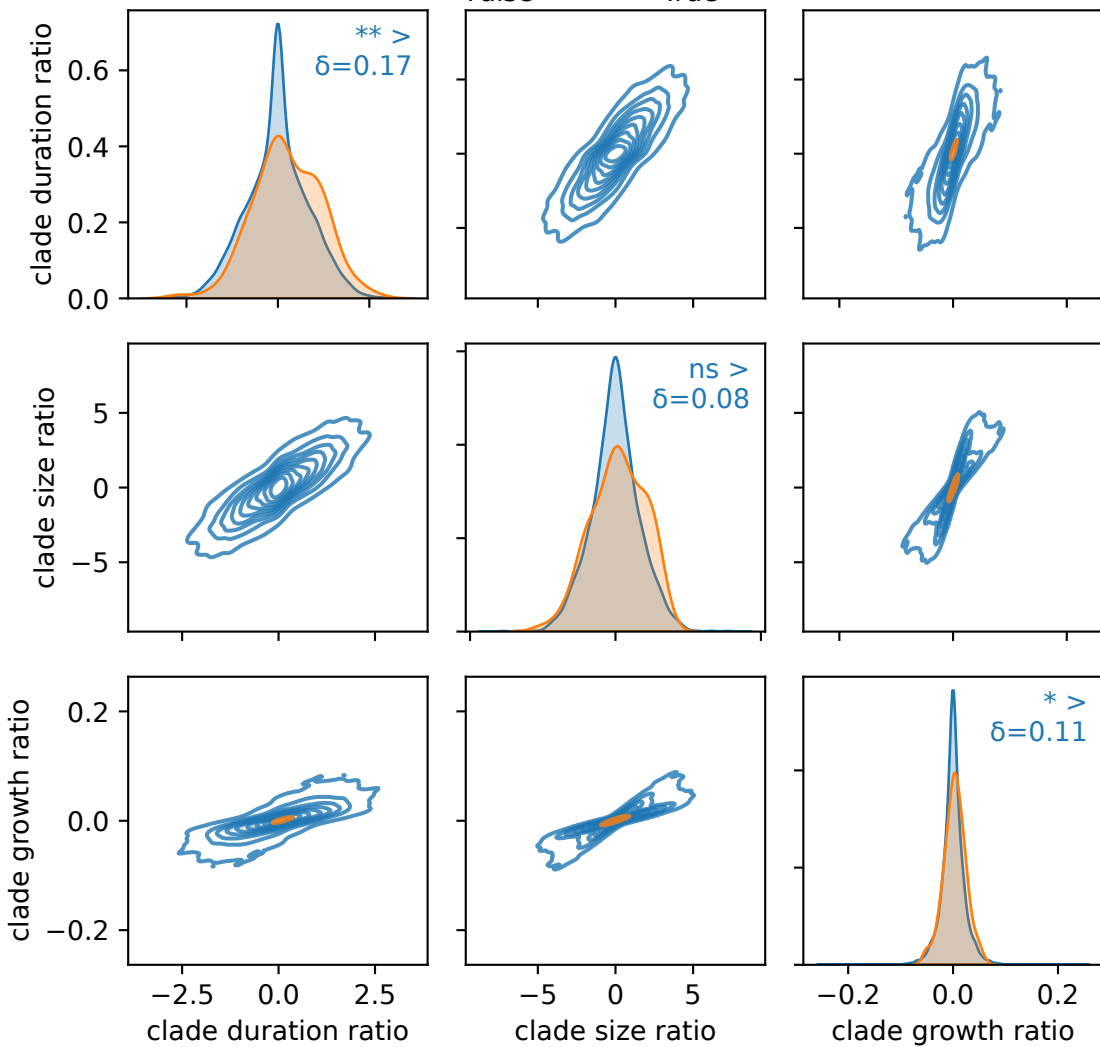 clade duration ratio
0.6
0.4
0.2
0.0
** >
δ=0.17
clade size ratio
5
0
−5
ns >
δ=0.08
clade growth ratio
0.2
0.0
−0.2
* >
δ=0.11
−2.5 0.0 2.5
−5 0 5
−0.2 0.0 0.2
clade duration ratio
clade size ratio
clade growth ratio